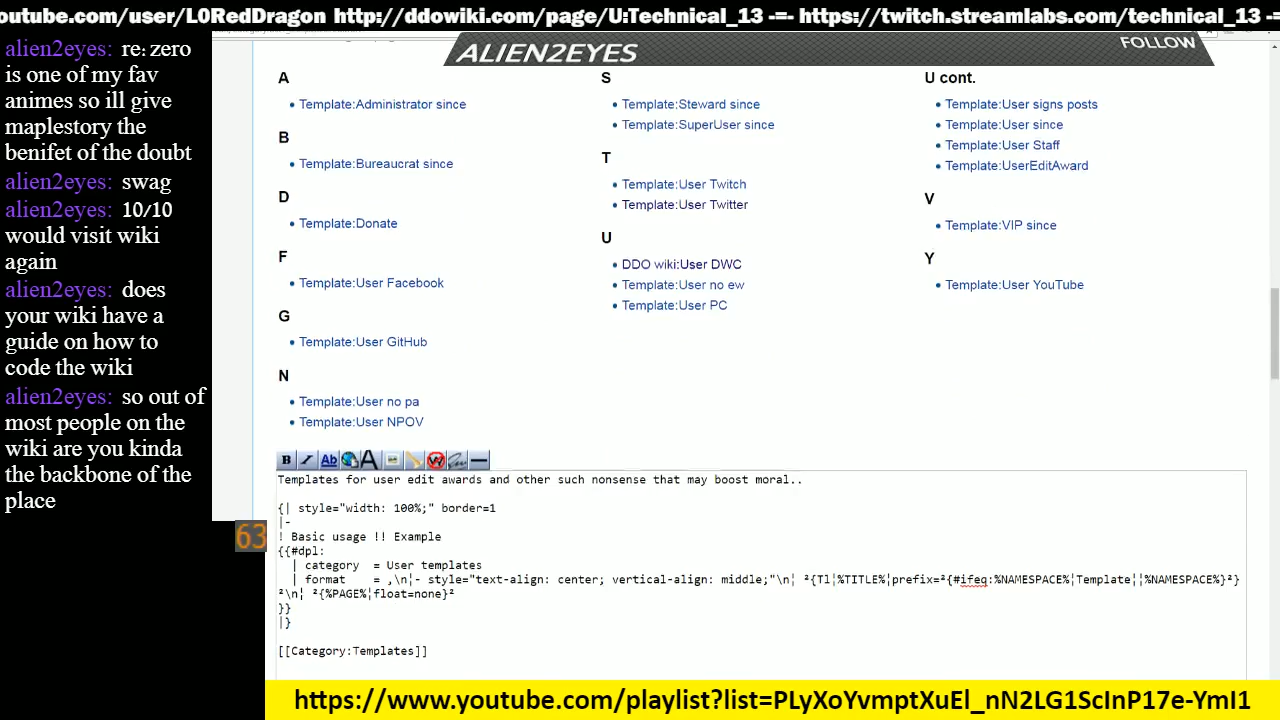 outube.com/user/L0RedDragon http://ddowiki.com/page/U:Technical_13 -=- https://twitch.streamlabs.com/technical_13 -=
alien2eyes: re:zero
is one of my fav
animes so ill give
maplestory the
benifet of the doubt
alien2eyes: swag
alien2eyes: 10/10
would visit wiki
again
alien2eyes: does
your wiki have a
guide on how to
code the wiki
alien2eyes: so out of
most people on the
wiki are you kinda
the backbone of the
place
63
ALIEN2EYES
FOLLOW
A
Template:Administrator since
B
Template:Bureaucrat since
D
Template:Donate
F
Template:User Facebook
G
Template:User GitHub
N
Template:User no pa
Template:User NPOV
S
Template:Steward since
Template:SuperUser since
T
Template:User Twitch
Template:User Twitter
U
DDO wiki:User DWC
Template:User no ew
Template:User PC
U cont.
Template:User signs posts
Template:User since
Template:User Staff
Template:UserEditAward
V
Template:VIP since
Y
Template:User YouTube
B I Ab A W
Templates for user edit awards and other such nonsense that may boost moral..
{| style="width: 100%;" border=1
|-
! Basic usage !! Example
{{#dpl:
| category = User templates
| format = ,\n¦- style="text-align: center; vertical-align: middle;"\n¦ ²{Tl¦%TITLE%¦prefix=²{#ifeq:%NAMESPACE%¦Template¦¦%NAMESPACE%}²}
²\n¦ ²{%PAGE%¦float=none}²
}}
|}
[[Category:Templates]]
https://www.youtube.com/playlist?list=PLyXoYvmptXuEl_nN2LG1ScInP17e-YmI1